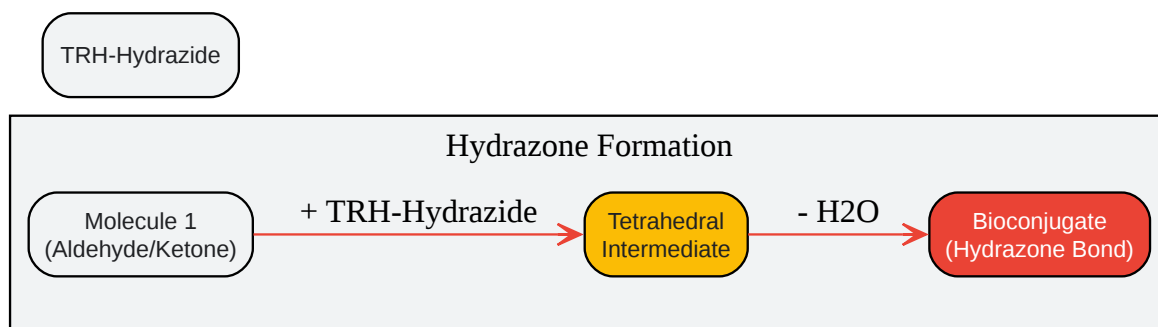 TRH-Hydrazide
Hydrazone Formation
Molecule 1
(Aldehyde/Ketone)
+ TRH-Hydrazide
Tetrahedral
Intermediate
- H2O
Bioconjugate
(Hydrazone Bond)